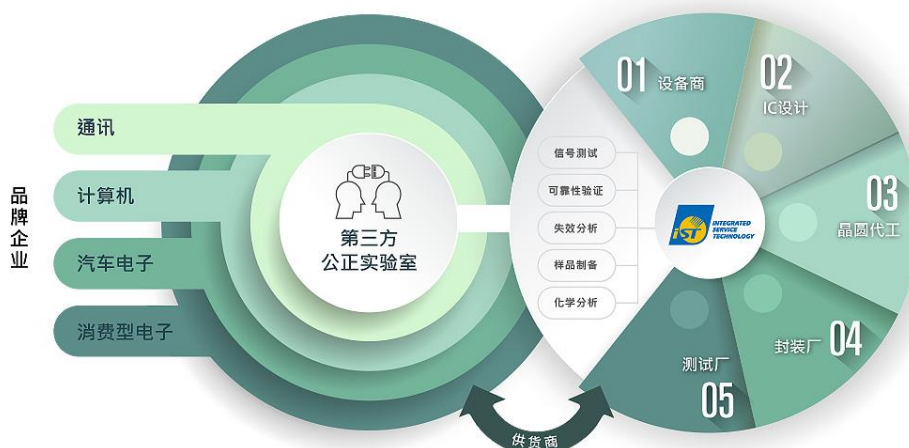 品牌企业
通讯
计算机
汽车电子
消费型电子
第三方
公正实验室
信号测试
可靠性验证
失效分析
样品制备
化学分析
iST
INTEGRATED
SERVICE
TECHNOLOGY
01 设备商
02
IC设计
03
晶圆代工
封装厂 04
测试厂
05
供货商